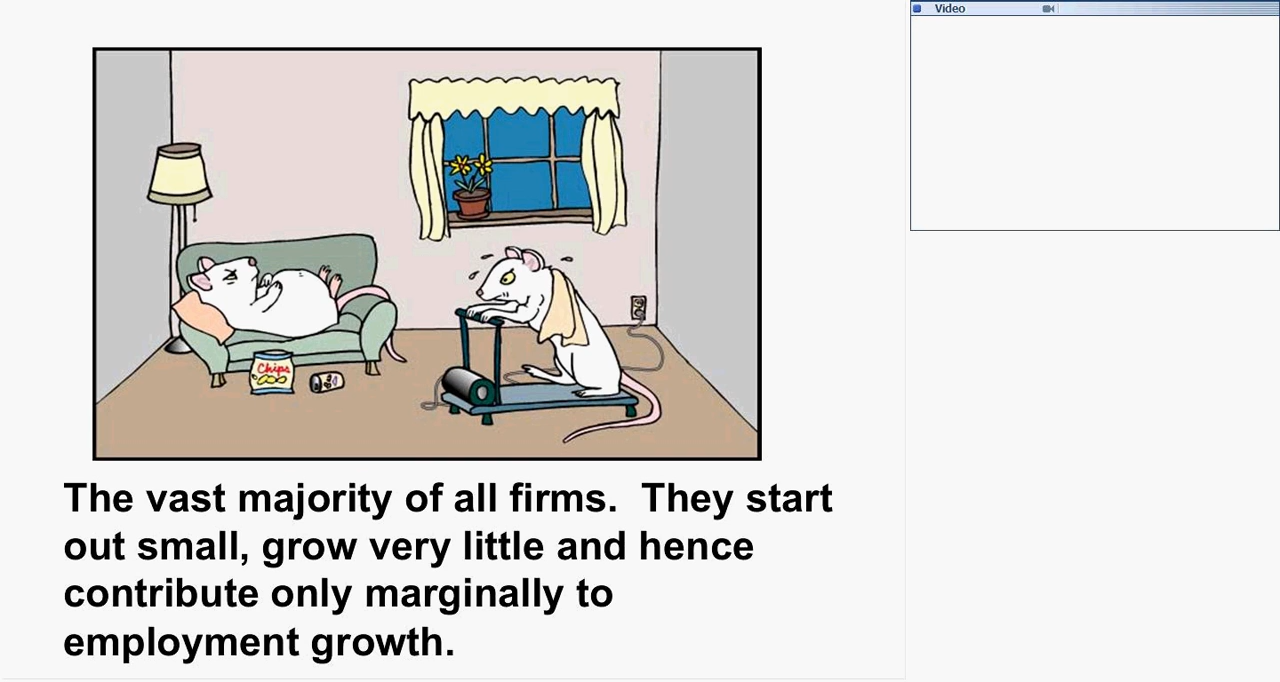 Video
Chips
The vast majority of all firms.  They start
out small, grow very little and hence
contribute only marginally to
employment growth.